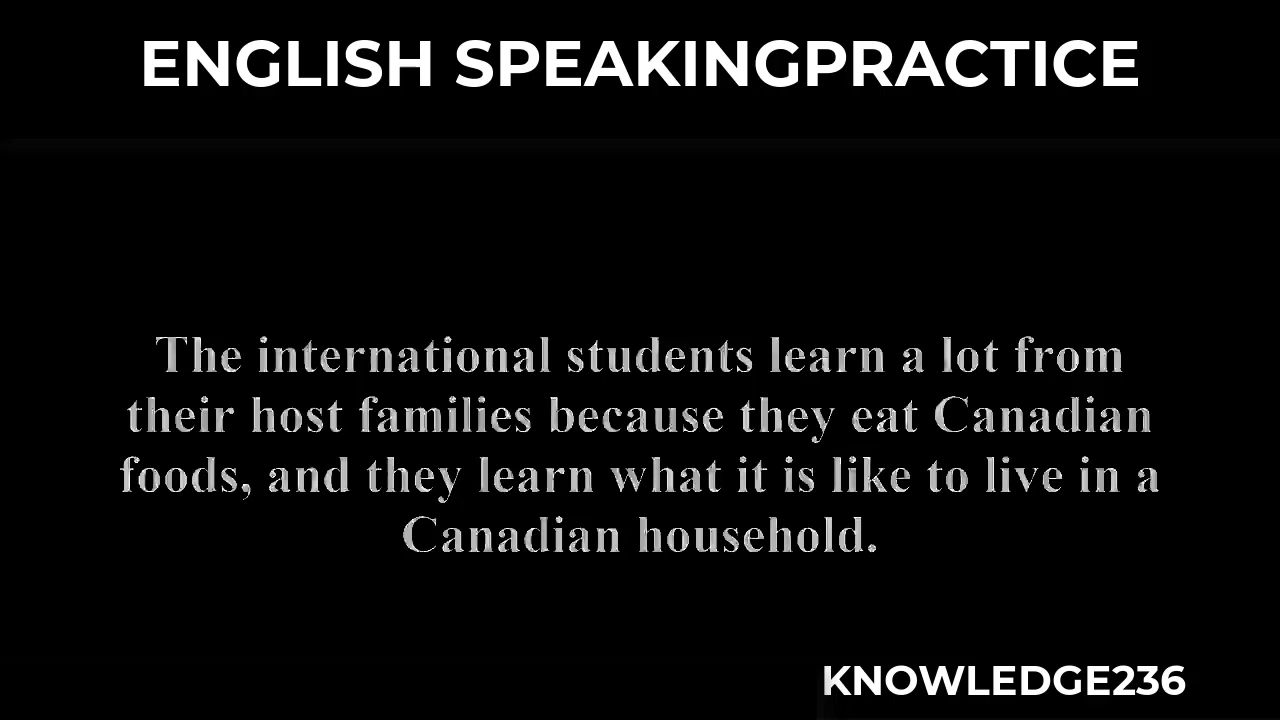 ENGLISH SPEAKINGPRACTICE
The international students learn a lot from
their host families because they eat Canadian
foods, and they learn what it is like to live in a
Canadian household.
KNOWLEDGE236